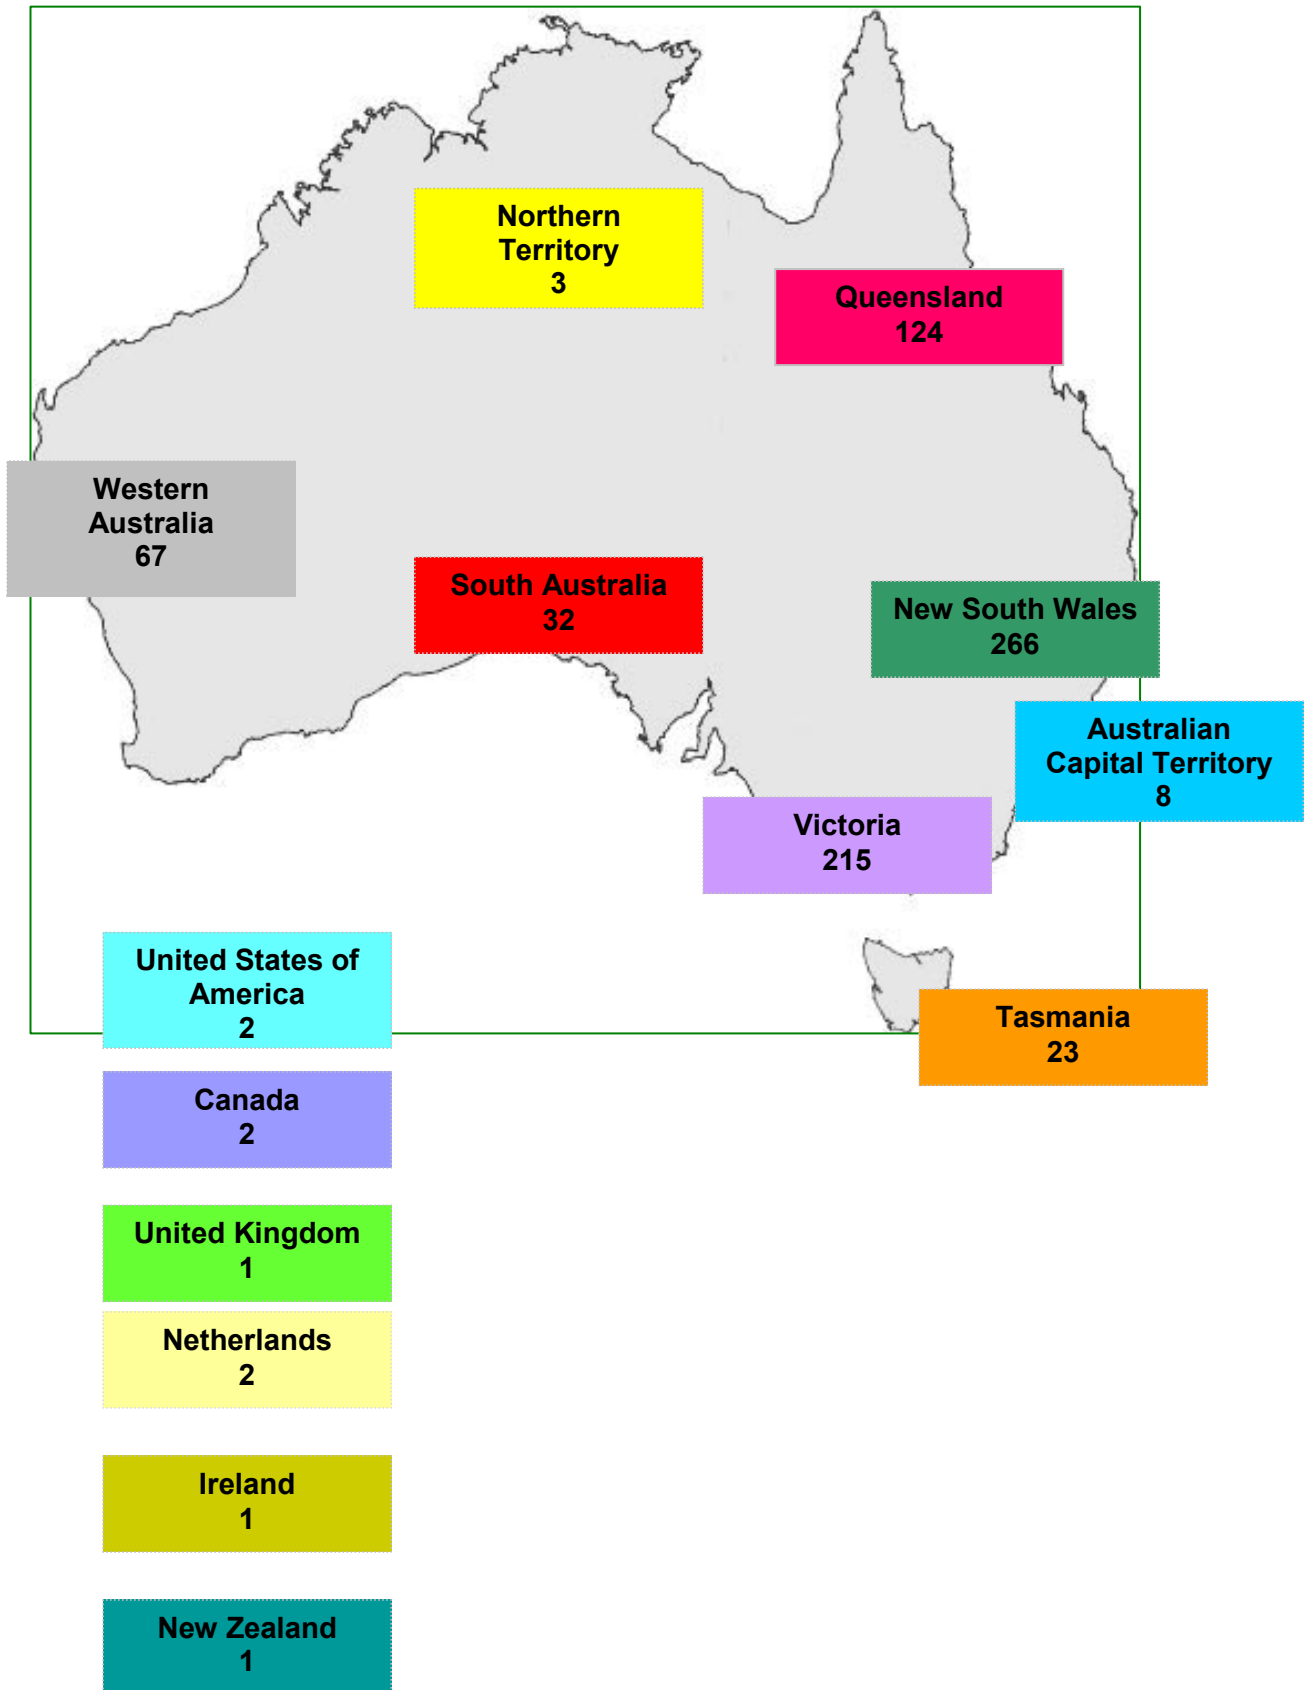 Northern
Territory
3
Queensland
124
Western
Australia
67
South Australia
32
New South Wales
266
Australian
Capital Territory
8
Victoria
215
United States of
America
2
Tasmania
23
Canada
2
United Kingdom
1
Netherlands
2
Ireland
1
New Zealand
1